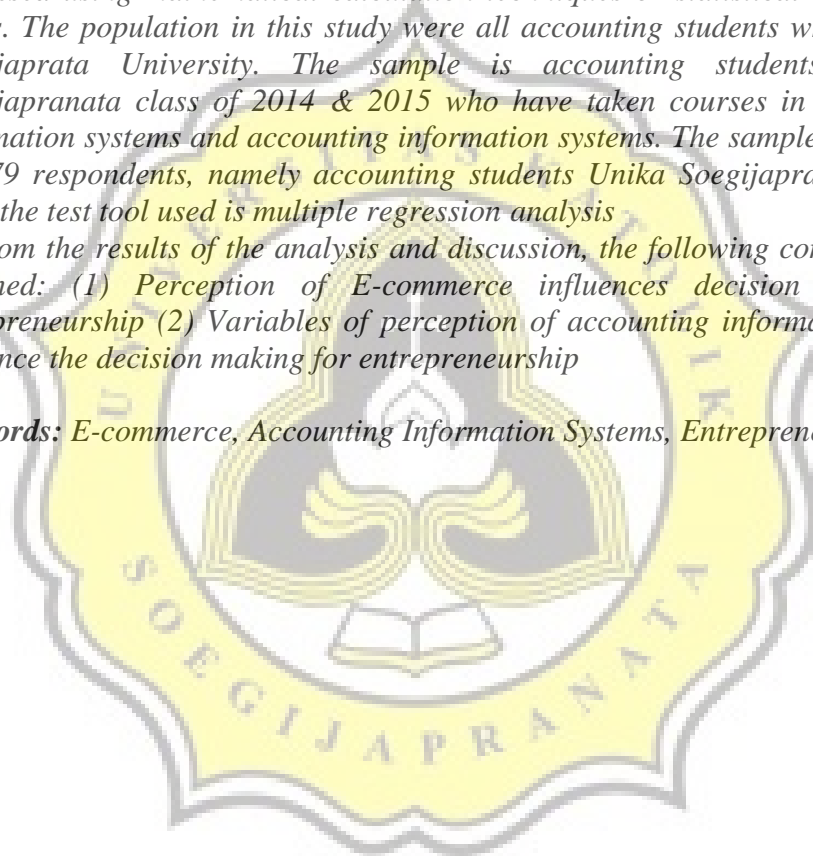 . The population in this study were all accounting students
japrata University. The sample is accounting students
japranata class of 2014 & 2015 who have taken courses in
mation systems and accounting information systems. The sample
79 respondents, namely accounting students Unika Soegijapra
the test tool used is multiple regression analysis
om the results of the analysis and discussion, the following
ned: (1) Perception of E-commerce influences decision
preneurship (2) Variables of perception of accounting informa
nce the decision making for entrepreneurship
ords: E-commerce, Accounting Information Systems, Entrepren
UNIVERSITAS KATOLIK
SOEGIJAPRANATA